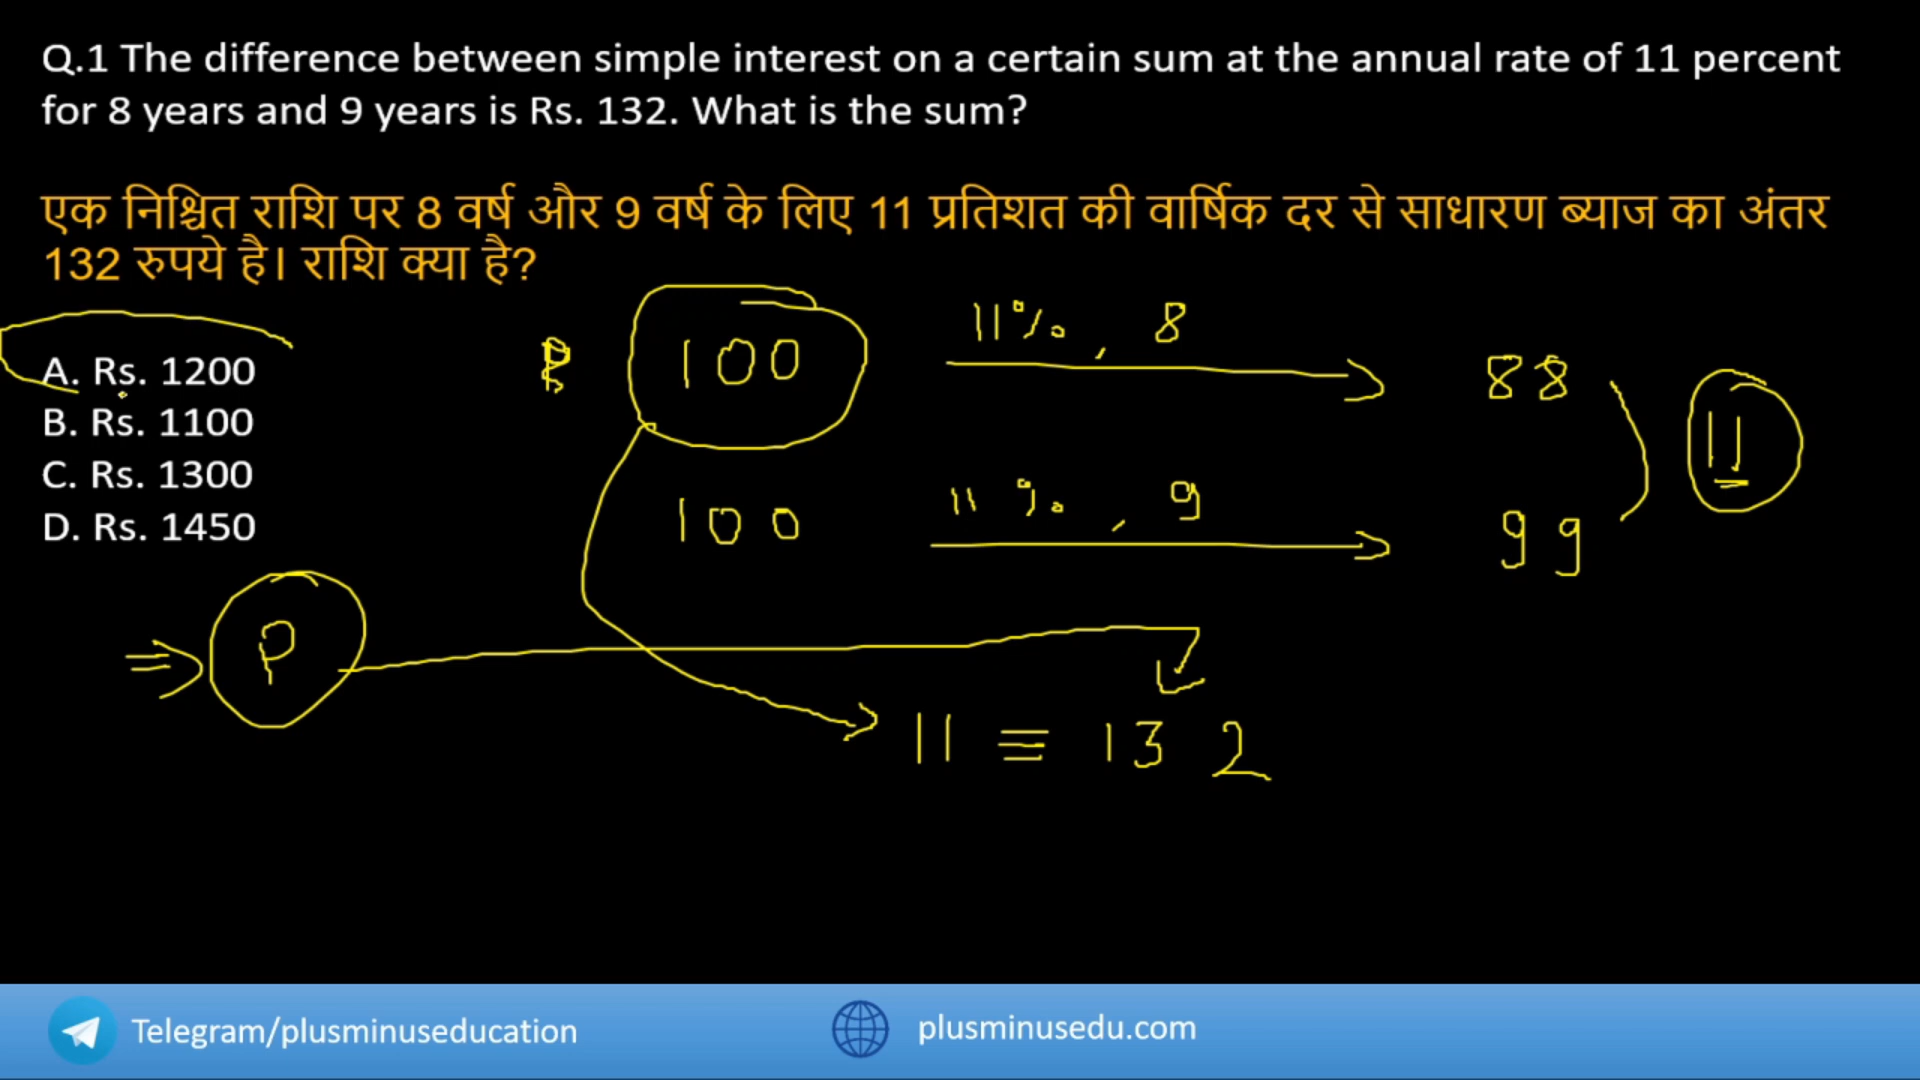 Q.1 The difference between simple interest on a certain sum at the annual rate of 11 percent
for 8 years and 9 years is Rs. 132. What is the sum?
एक निश्चित राशि पर 8 वर्ष और 9 वर्ष के लिए 11 प्रतिशत की वार्षिक दर से साधारण ब्याज का अंतर
132 रुपये है। राशि क्या है?
A. Rs. 1200
B. Rs. 1100
C. Rs. 1300
D. Rs. 1450
P 100 11%, 8 88
11
100 11%, 9 99
⇒ P
11 ≡ 132
Telegram/plusminuseducation
plusminusedu.com